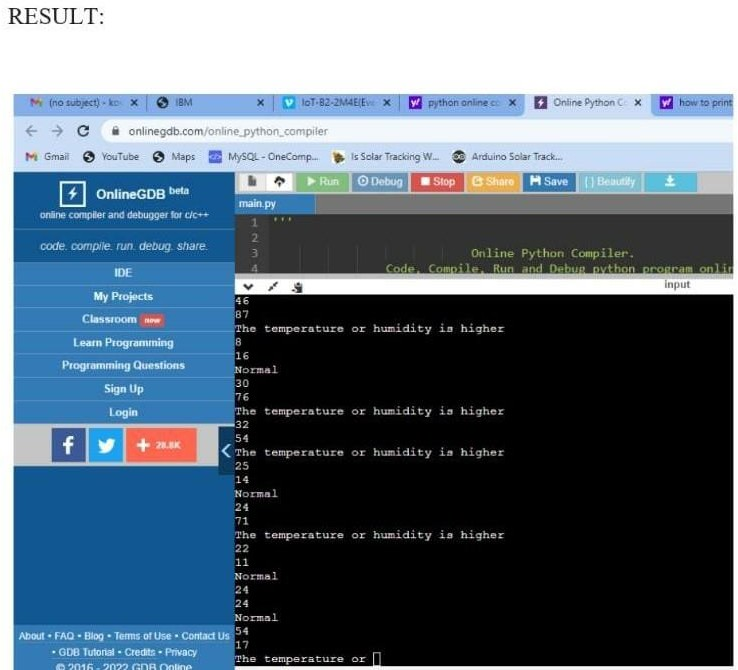 RESULT:
(no subject) - ko
IBM
IoT-B2-2M4E(Eve
python online co
Online Python C
how to print
onlinegdb.com/online_python_compiler
Gmail YouTube Maps MySQL - OneComp... Is Solar Tracking W... Arduino Solar Track...
OnlineGDB beta
online compiler and debugger for c/c++
code. compile. run. debug. share.
IDE
My Projects
Classroom new
Learn Programming
Programming Questions
Sign Up
Login
f
+ 28.8K
About • FAQ • Blog • Terms of Use • Contact Us
• GDB Tutorial • Credits • Privacy
© 2016 - 2022 GDB Online
Run Debug Stop Share Save {} Beautify
main.py
1 '''
2
3 Online Python Compiler.
4 Code, Compile, Run and Debug python program onlin
input
46
87
The temperature or humidity is higher
8
16
Normal
30
76
The temperature or humidity is higher
32
54
The temperature or humidity is higher
25
14
Normal
24
71
The temperature or humidity is higher
22
11
Normal
24
24
Normal
54
17
The temperature or